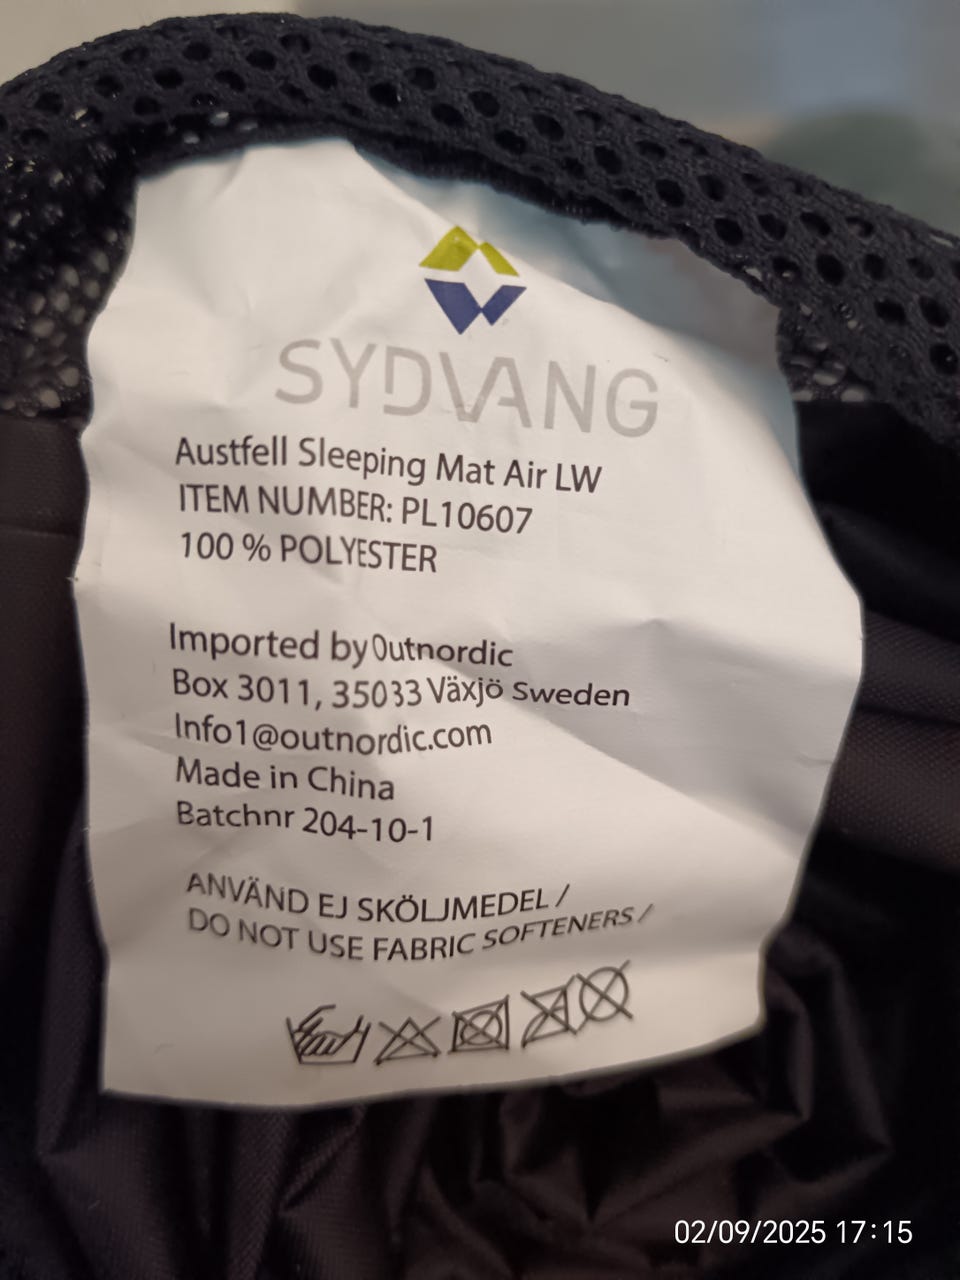 SYDVANG
Austfell Sleeping Mat Air LW
ITEM NUMBER: PL10607
100 % POLYESTER
Imported by Outnordic
Box 3011, 35033 Växjö Sweden
Info1@outnordic.com
Made in China
Batchnr 204-10-1
ANVÄND EJ SKÖLJMEDEL /
DO NOT USE FABRIC SOFTENERS /
02/09/2025 17:15